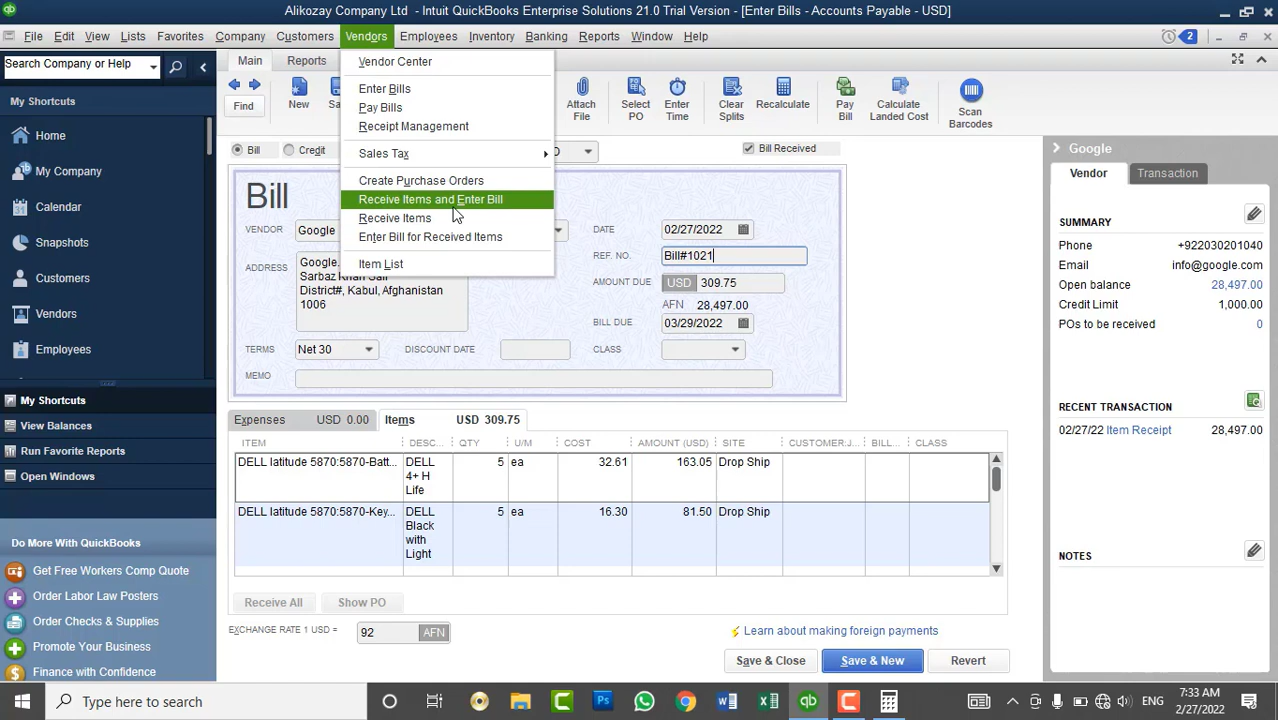 Alikozay Company Ltd - Intuit QuickBooks Enterprise Solutions 21.0 Trial Version - [Enter Bills - Accounts Payable - USD]
File Edit View Lists Favorites Company Customers Vendors Employees Inventory Banking Reports Window Help 2
Search Company or Help
My Shortcuts
Home
My Company
Calendar
Snapshots
Customers
Vendors
Employees
My Shortcuts
View Balances
Run Favorite Reports
Open Windows
Do More With QuickBooks
Get Free Workers Comp Quote
Order Labor Law Posters
Order Checks & Supplies
Promote Your Business
Finance with Confidence
Main Reports
Find New Sa
Vendor Center
Enter Bills
Pay Bills
Receipt Management
Sales Tax
Create Purchase Orders
Receive Items and Enter Bill
Receive Items
Enter Bill for Received Items
Item List
Attach File
Select PO
Enter Time
Clear Splits
Recalculate
Pay Bill
Calculate Landed Cost
Scan Barcodes
Bill Credit Bill Received
Bill
VENDOR Google
ADDRESS Google,
District#, Kabul, Afghanistan
1006
DATE 02/27/2022
REF. NO. Bill#1021
AMOUNT DUE USD 309.75
AFN 28,497.00
BILL DUE 03/29/2022
TERMS Net 30 DISCOUNT DATE CLASS
MEMO
Expenses USD 0.00 Items USD 309.75
ITEM DESC... QTY U/M COST AMOUNT (USD) SITE CUSTOMER:J... BILL... CLASS
DELL latitude 5870:5870-Batt... DELL 4+ H Life 5 ea 32.61 163.05 Drop Ship
DELL latitude 5870:5870-Key... DELL Black with Light 5 ea 16.30 81.50 Drop Ship
Receive All Show PO
EXCHANGE RATE 1 USD = 92 AFN
Learn about making foreign payments
Save & Close Save & New Revert
Google
Vendor Transaction
SUMMARY
Phone +922030201040
Email info@google.com
Open balance 28,497.00
Credit Limit 1,000.00
POs to be received 0
RECENT TRANSACTION
02/27/22 Item Receipt 28,497.00
NOTES
Type here to search
ENG 7:33 AM
2/27/2022